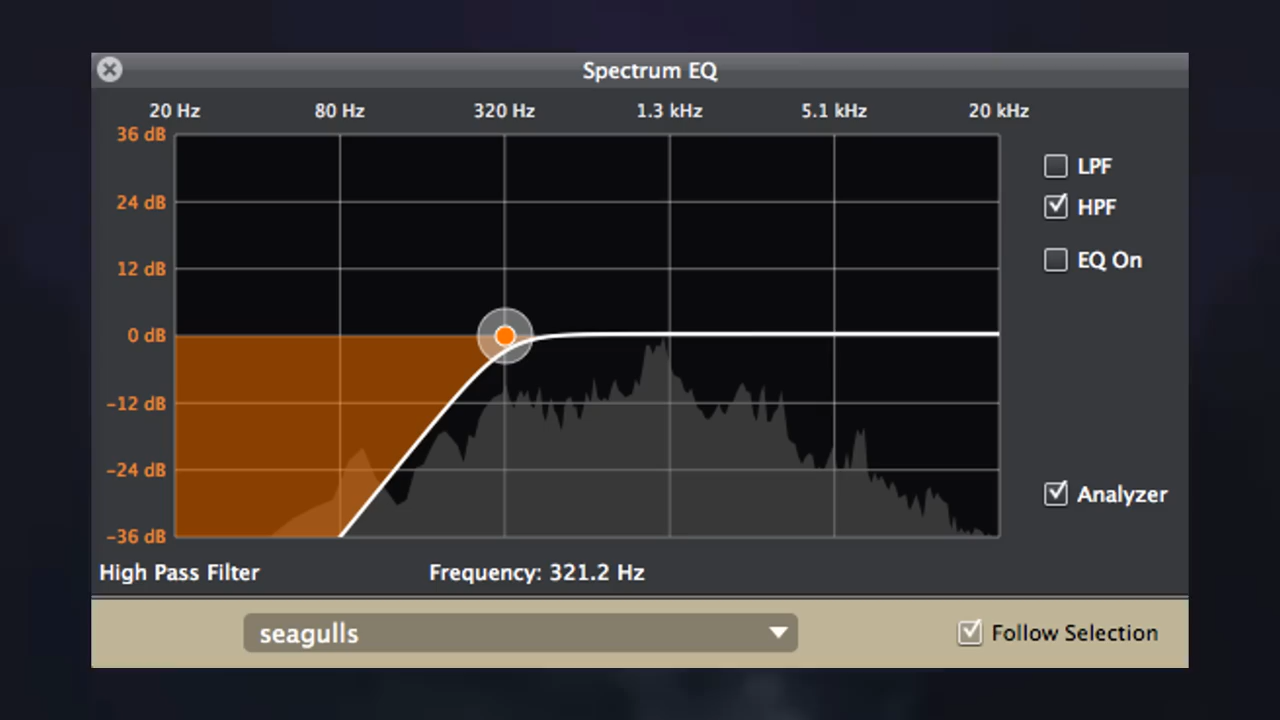 Spectrum EQ
20 Hz 80 Hz 320 Hz 1.3 kHz 5.1 kHz 20 kHz
36 dB
24 dB
12 dB
0 dB
-12 dB
-24 dB
-36 dB
LPF
HPF
EQ On
Analyzer
High Pass Filter Frequency: 321.2 Hz
seagulls Follow Selection